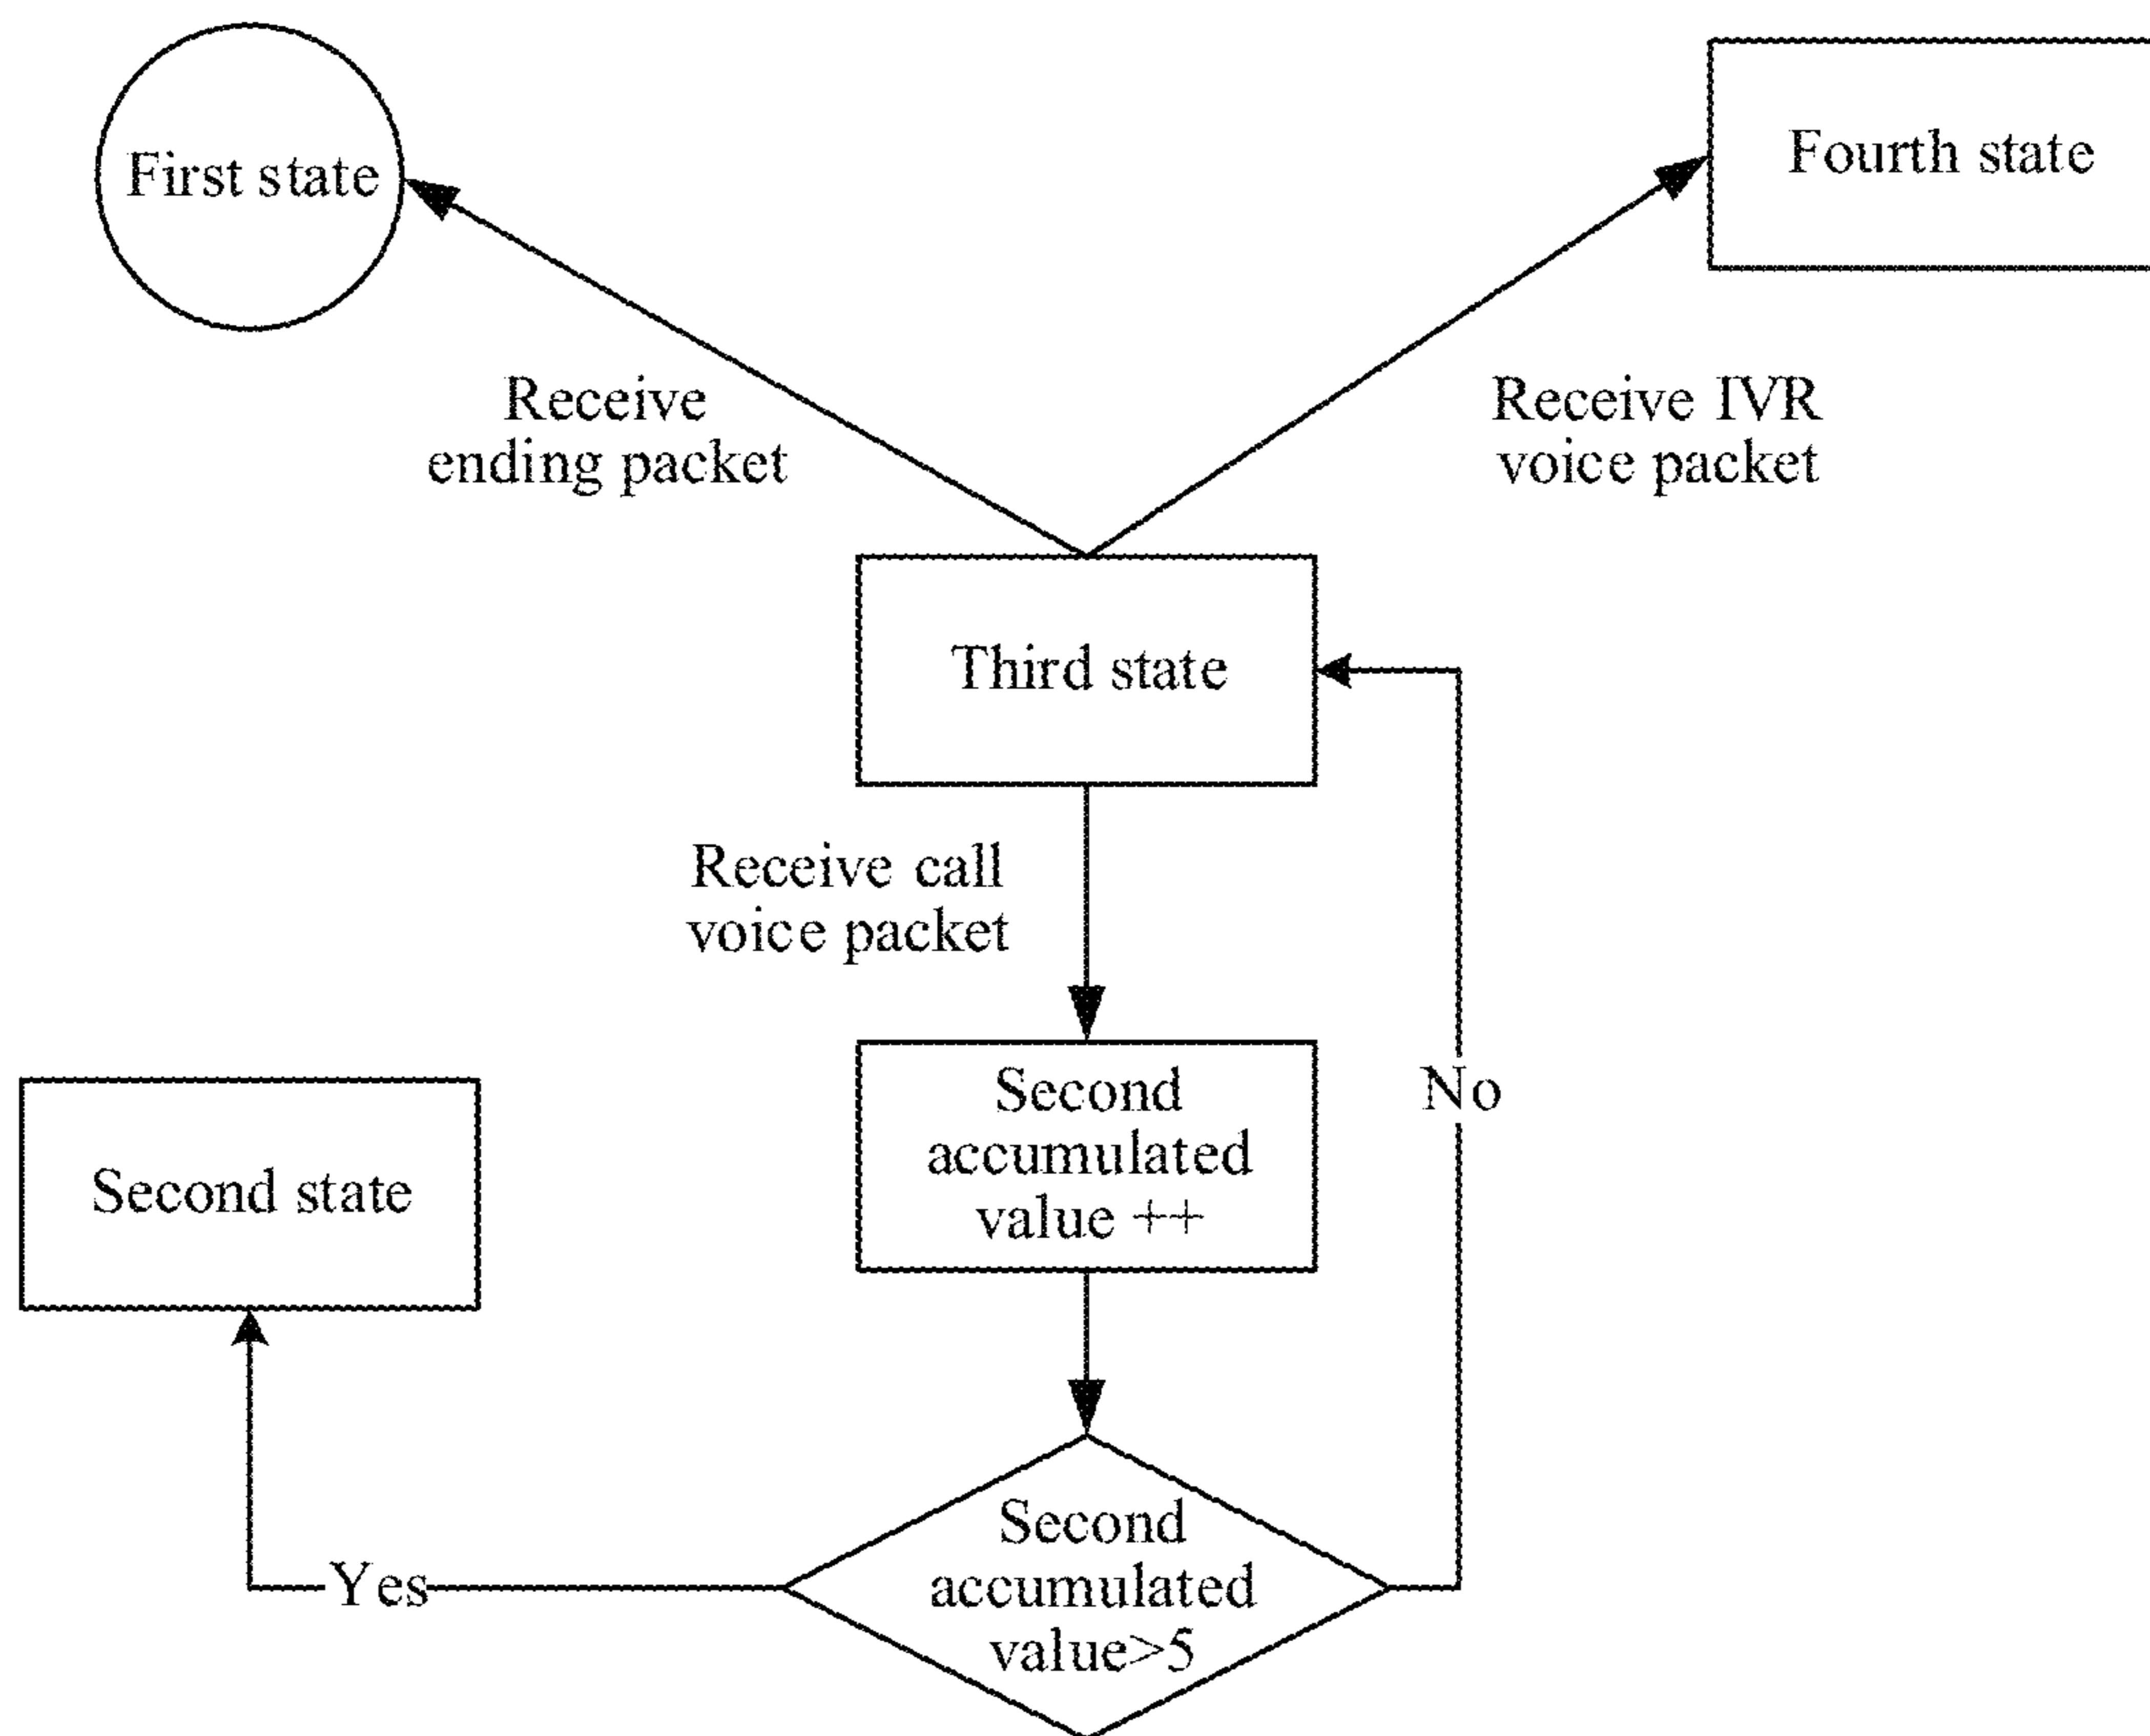 First state
Fourth state
Receive
ending packet
Receive IVR
voice packet
Third state
Receive call
voice packet
Second
accumulated
value ++
No
Second state
Second
accumulated
value>5
Yes